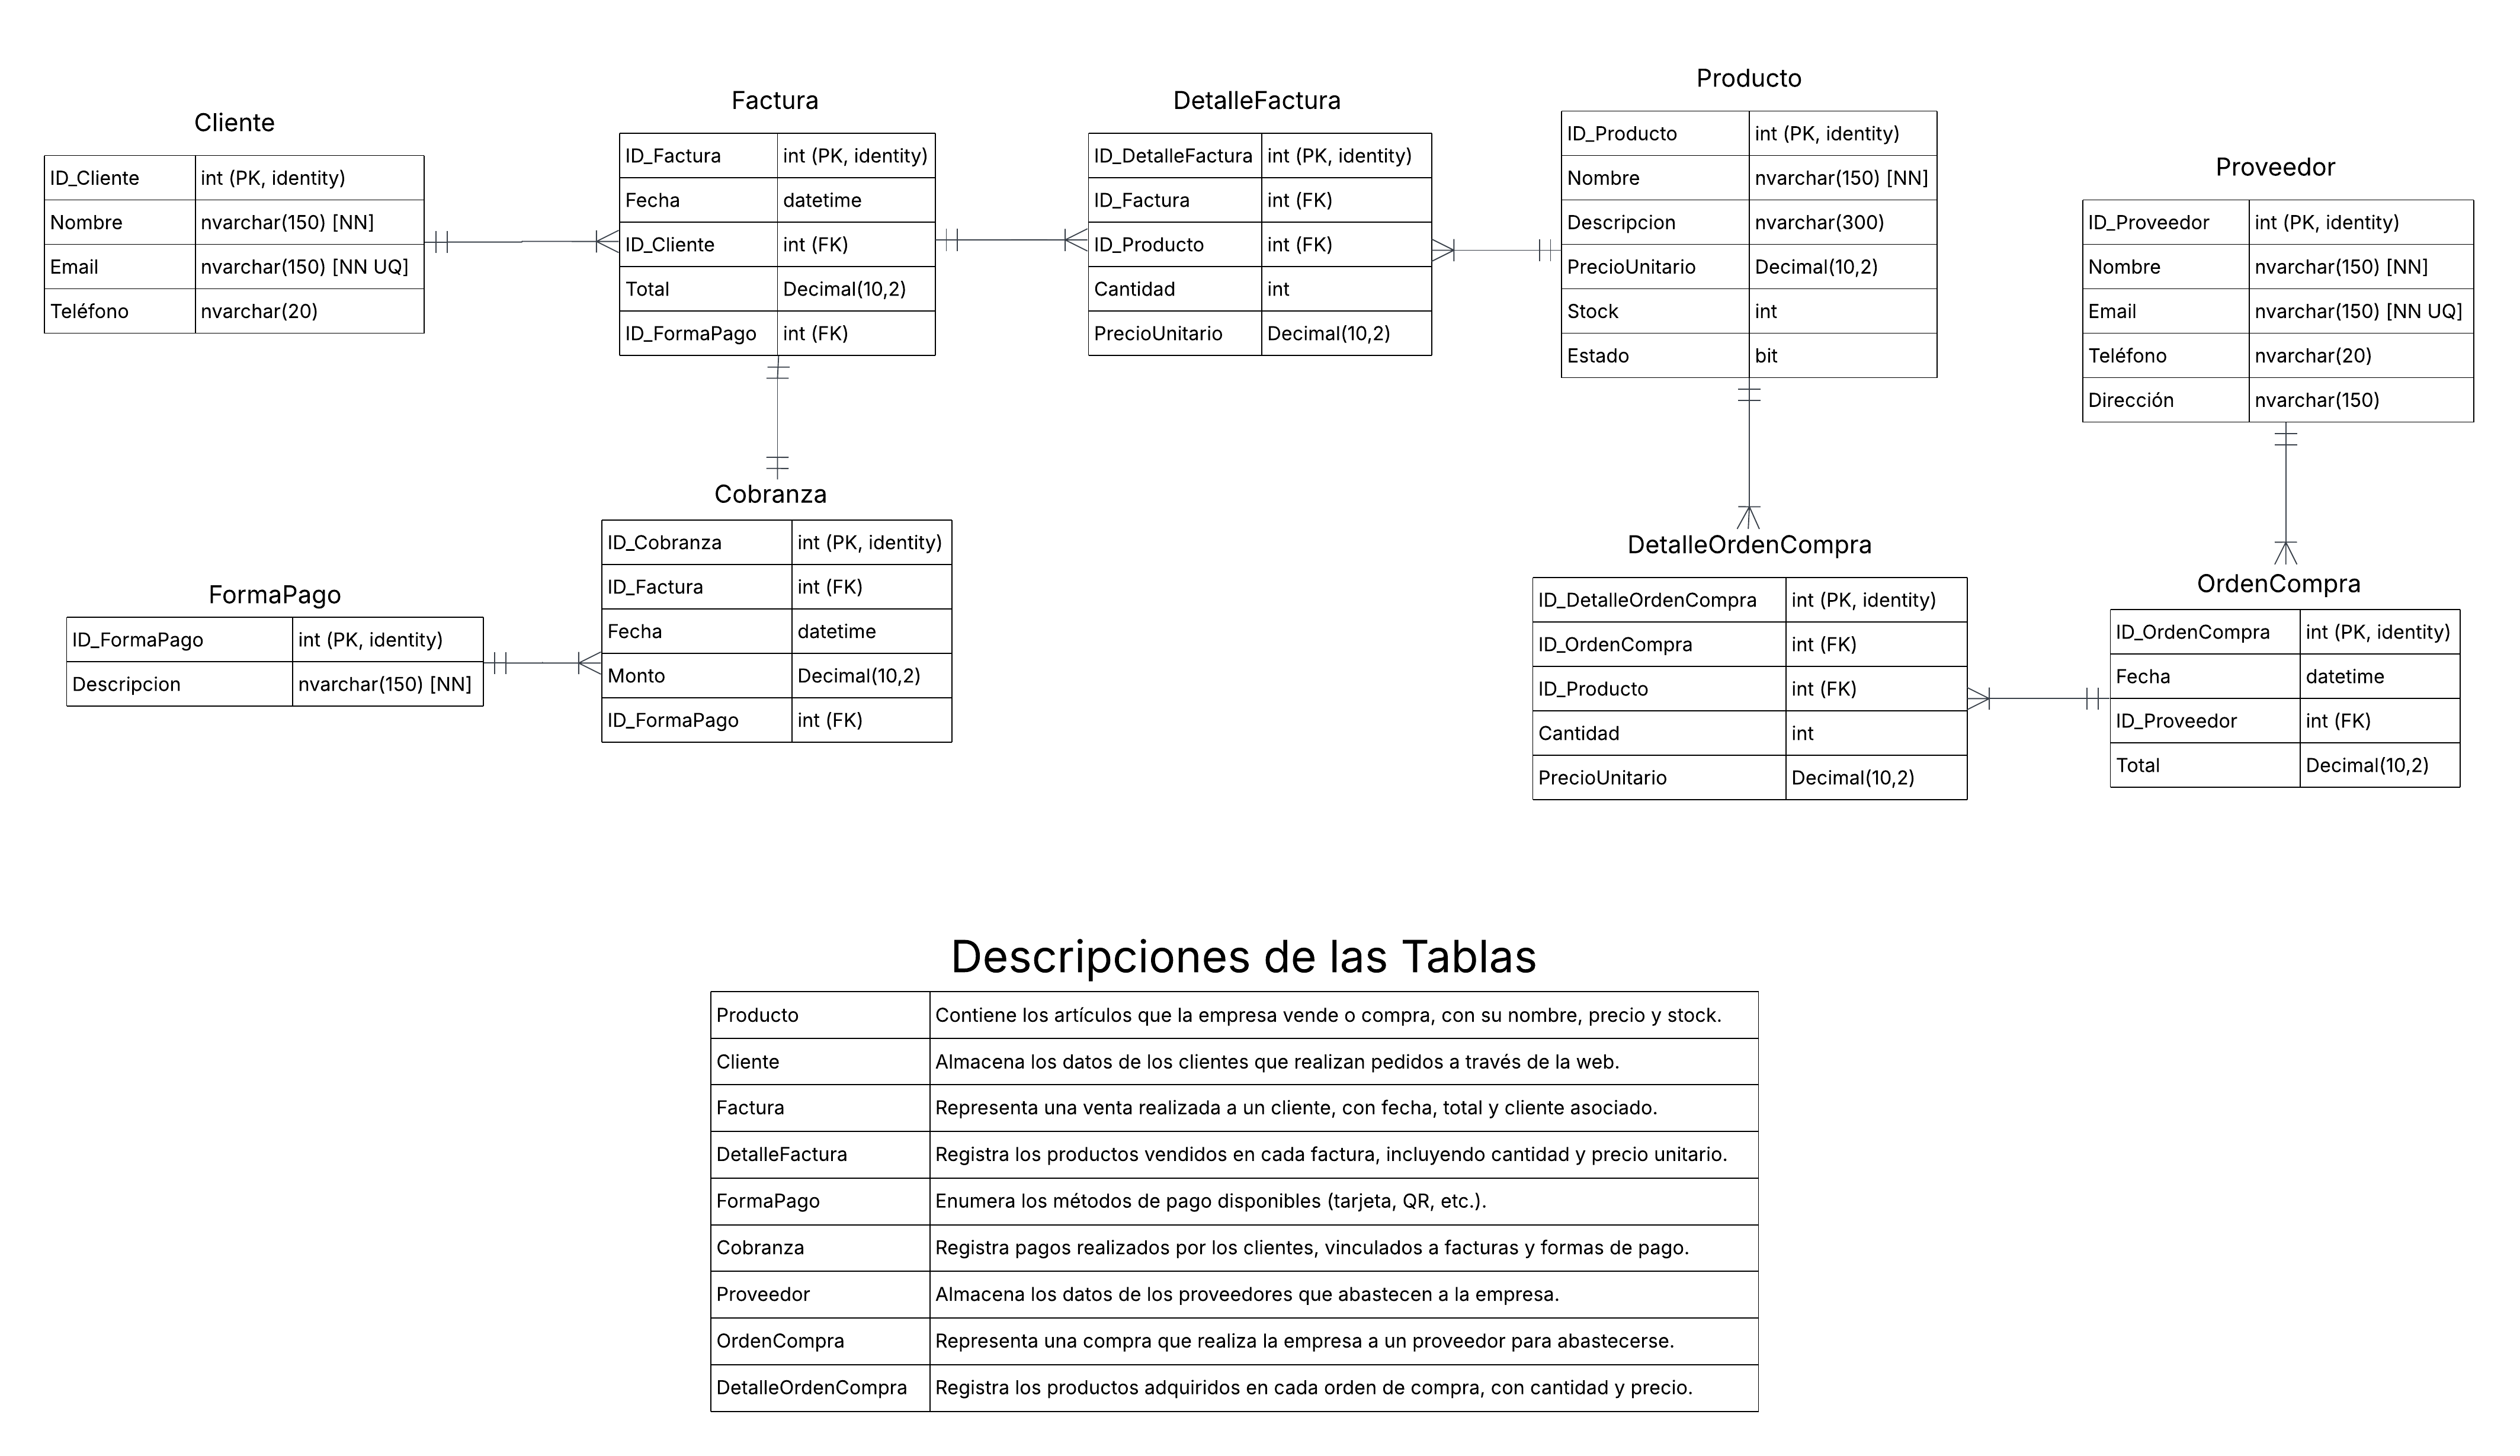 Cliente
ID_Cliente int (PK, identity)
Nombre nvarchar(150) [NN]
Email nvarchar(150) [NN UQ]
Teléfono nvarchar(20)
Factura
ID_Factura int (PK, identity)
Fecha datetime
ID_Cliente int (FK)
Total Decimal(10,2)
ID_FormaPago int (FK)
DetalleFactura
ID_DetalleFactura int (PK, identity)
ID_Factura int (FK)
ID_Producto int (FK)
Cantidad int
PrecioUnitario Decimal(10,2)
Producto
ID_Producto int (PK, identity)
Nombre nvarchar(150) [NN]
Descripcion nvarchar(300)
PrecioUnitario Decimal(10,2)
Stock int
Estado bit
Proveedor
ID_Proveedor int (PK, identity)
Nombre nvarchar(150) [NN]
Email nvarchar(150) [NN UQ]
Teléfono nvarchar(20)
Dirección nvarchar(150)
FormaPago
ID_FormaPago int (PK, identity)
Descripcion nvarchar(150) [NN]
Cobranza
ID_Cobranza int (PK, identity)
ID_Factura int (FK)
Fecha datetime
Monto Decimal(10,2)
ID_FormaPago int (FK)
DetalleOrdenCompra
ID_DetalleOrdenCompra int (PK, identity)
ID_OrdenCompra int (FK)
ID_Producto int (FK)
Cantidad int
PrecioUnitario Decimal(10,2)
OrdenCompra
ID_OrdenCompra int (PK, identity)
Fecha datetime
ID_Proveedor int (FK)
Total Decimal(10,2)
Descripciones de las Tablas
Producto Contiene los artículos que la empresa vende o compra, con su nombre, precio y stock.
Cliente Almacena los datos de los clientes que realizan pedidos a través de la web.
Factura Representa una venta realizada a un cliente, con fecha, total y cliente asociado.
DetalleFactura Registra los productos vendidos en cada factura, incluyendo cantidad y precio unitario.
FormaPago Enumera los métodos de pago disponibles (tarjeta, QR, etc.).
Cobranza Registra pagos realizados por los clientes, vinculados a facturas y formas de pago.
Proveedor Almacena los datos de los proveedores que abastecen a la empresa.
OrdenCompra Representa una compra que realiza la empresa a un proveedor para abastecerse.
DetalleOrdenCompra Registra los productos adquiridos en cada orden de compra, con cantidad y precio.